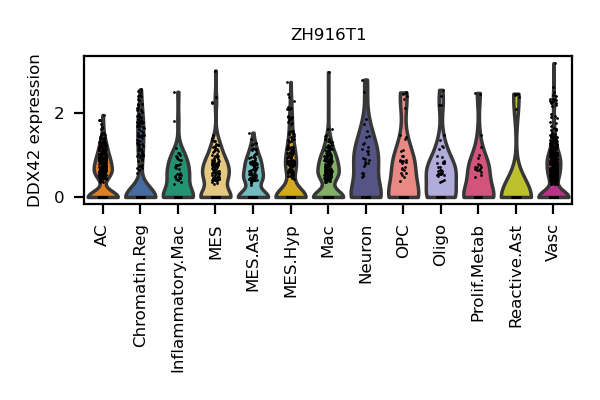 ZH916T1
DDX42 expression
2
0
AC
Chromatin.Reg
Inflammatory.Mac
MES
MES.Ast
MES.Hyp
Mac
Neuron
OPC
Oligo
Prolif.Metab
Reactive.Ast
Vasc